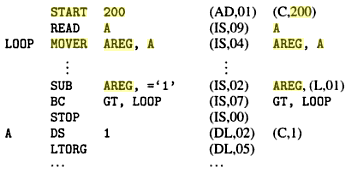 START 200 (AD,01) (C,200)
READ A (IS,09) A
LOOP MOVER AREG, A (IS,04) AREG, A
⋮ ⋮
SUB AREG, ='1' (IS,02) AREG, (L,01)
BC GT, LOOP (IS,07) GT, LOOP
STOP (IS,00)
A DS 1 (DL,02) (C,1)
LTORG (DL,05)
... ...